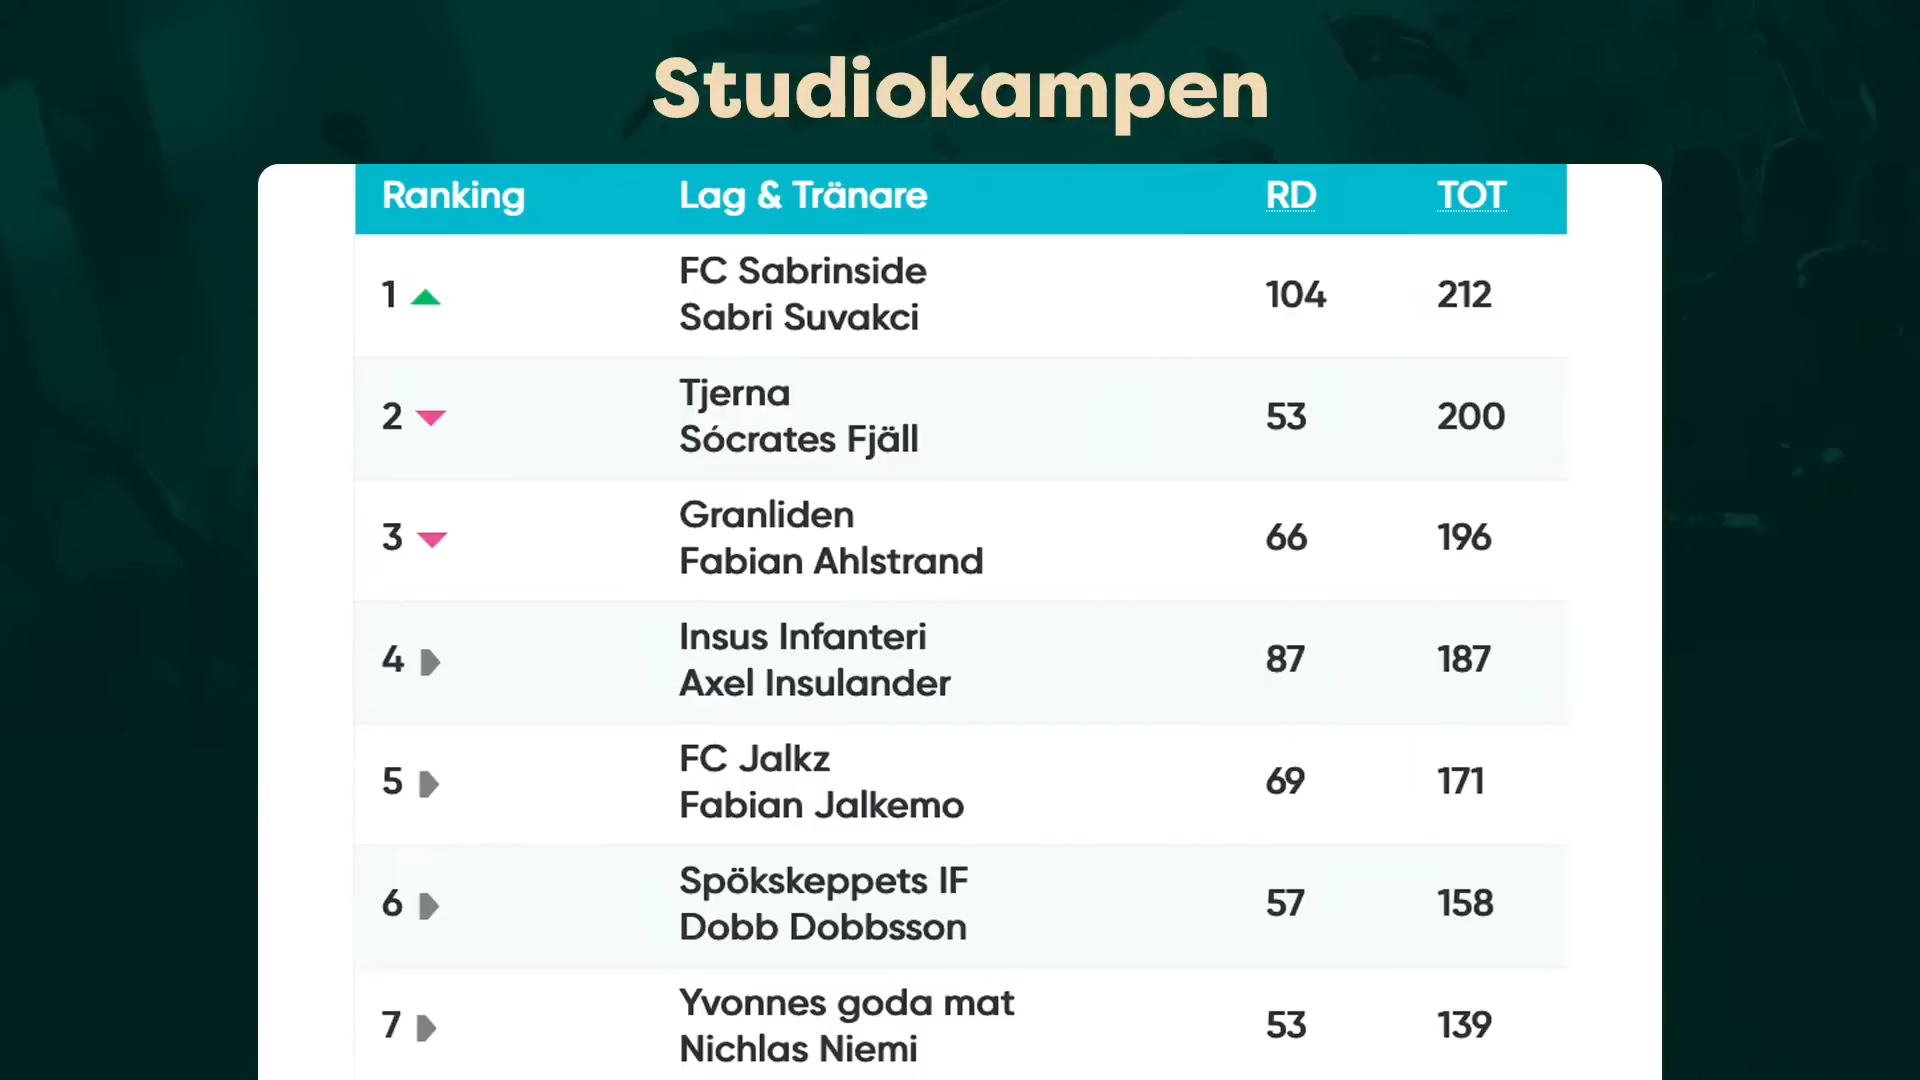 Studiokampen
Ranking Lag & Tränare RD TOT
1 FC Sabrinside
Sabri Suvakci 104 212
2 Tjerna
Sócrates Fjäll 53 200
3 Granliden
Fabian Ahlstrand 66 196
4 Insus Infanteri
Axel Insulander 87 187
5 FC Jalkz
Fabian Jalkemo 69 171
6 Spökskeppets IF
Dobb Dobbsson 57 158
7 Yvonnes goda mat
Nichlas Niemi 53 139